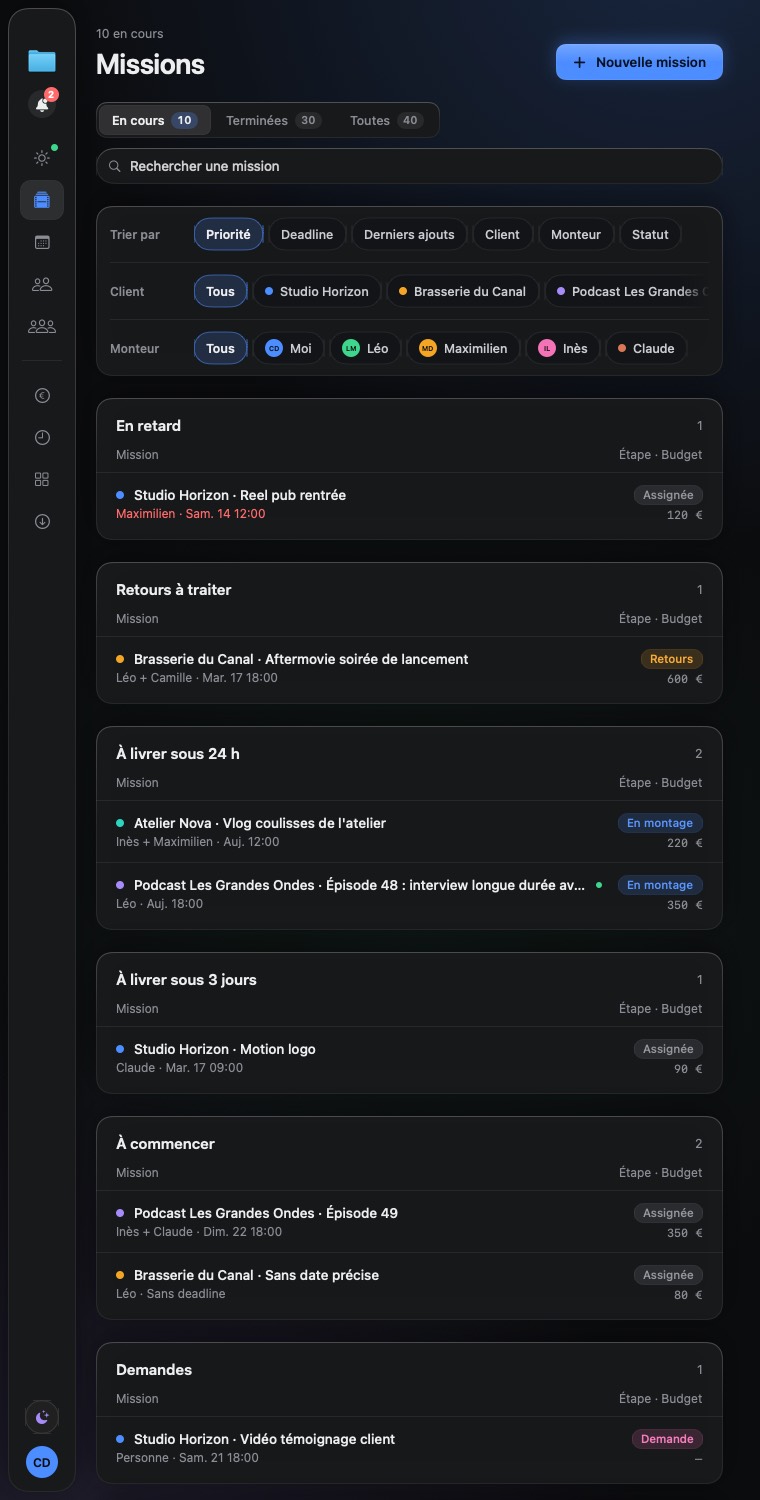 10 en cours
Missions
+ Nouvelle mission
2
En cours 10 Terminées 30 Toutes 40
Rechercher une mission
Trier par Priorité Deadline Derniers ajouts Client Monteur Statut
Client Tous Studio Horizon Brasserie du Canal Podcast Les Grandes
Monteur Tous CD Moi LM Léo MD Maximilien IL Inès Claude
En retard 1
Mission Étape · Budget
Studio Horizon · Reel pub rentrée Assignée
Maximilien · Sam. 14 12:00 120 €
Retours à traiter 1
Mission Étape · Budget
Brasserie du Canal · Aftermovie soirée de lancement Retours
Léo + Camille · Mar. 17 18:00 600 €
À livrer sous 24 h 2
Mission Étape · Budget
Atelier Nova · Vlog coulisses de l'atelier En montage
Inès + Maximilien · Auj. 12:00 220 €
Podcast Les Grandes Ondes · Épisode 48 : interview longue durée av... En montage
Léo · Auj. 18:00 350 €
À livrer sous 3 jours 1
Mission Étape · Budget
Studio Horizon · Motion logo Assignée
Claude · Mar. 17 09:00 90 €
À commencer 2
Mission Étape · Budget
Podcast Les Grandes Ondes · Épisode 49 Assignée
Inès + Claude · Dim. 22 18:00 350 €
Brasserie du Canal · Sans date précise Assignée
Léo · Sans deadline 80 €
Demandes 1
Mission Étape · Budget
Studio Horizon · Vidéo témoignage client Demande
Personne · Sam. 21 18:00 —
CD